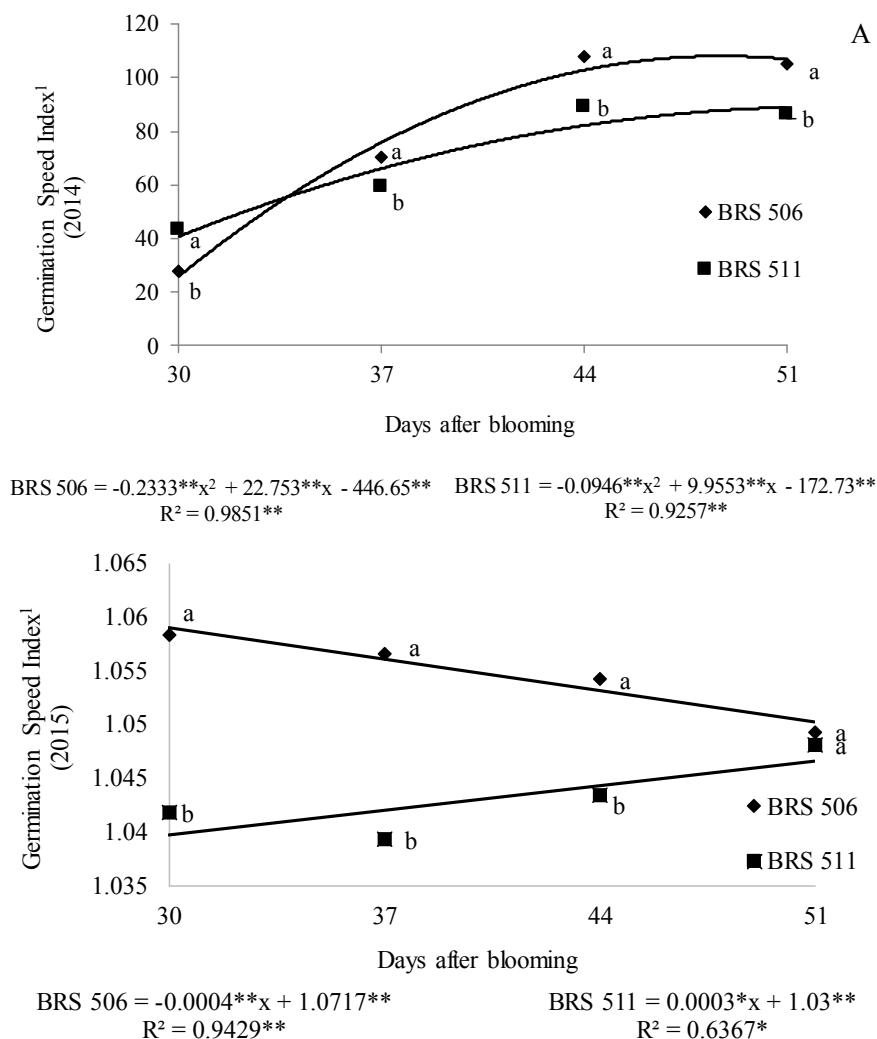 A
120
100
80
60
40
20
0
Germination Speed Index¹
(2014)
a
a
a
b
b
a
b
b
BRS 506
BRS 511
30 37 44 51
Days after blooming
BRS 506 = -0.2333**x² + 22.753**x - 446.65** BRS 511 = -0.0946**x² + 9.9553**x - 172.73**
R² = 0.9851** R² = 0.9257**
1.065
1.06
1.055
1.05
1.045
1.04
1.035
Germination Speed Index¹
(2015)
a
a
a
a
a
b
b
b
BRS 506
BRS 511
30 37 44 51
Days after blooming
BRS 506 = -0.0004**x + 1.0717** BRS 511 = 0.0003*x + 1.03**
R² = 0.9429** R² = 0.6367*